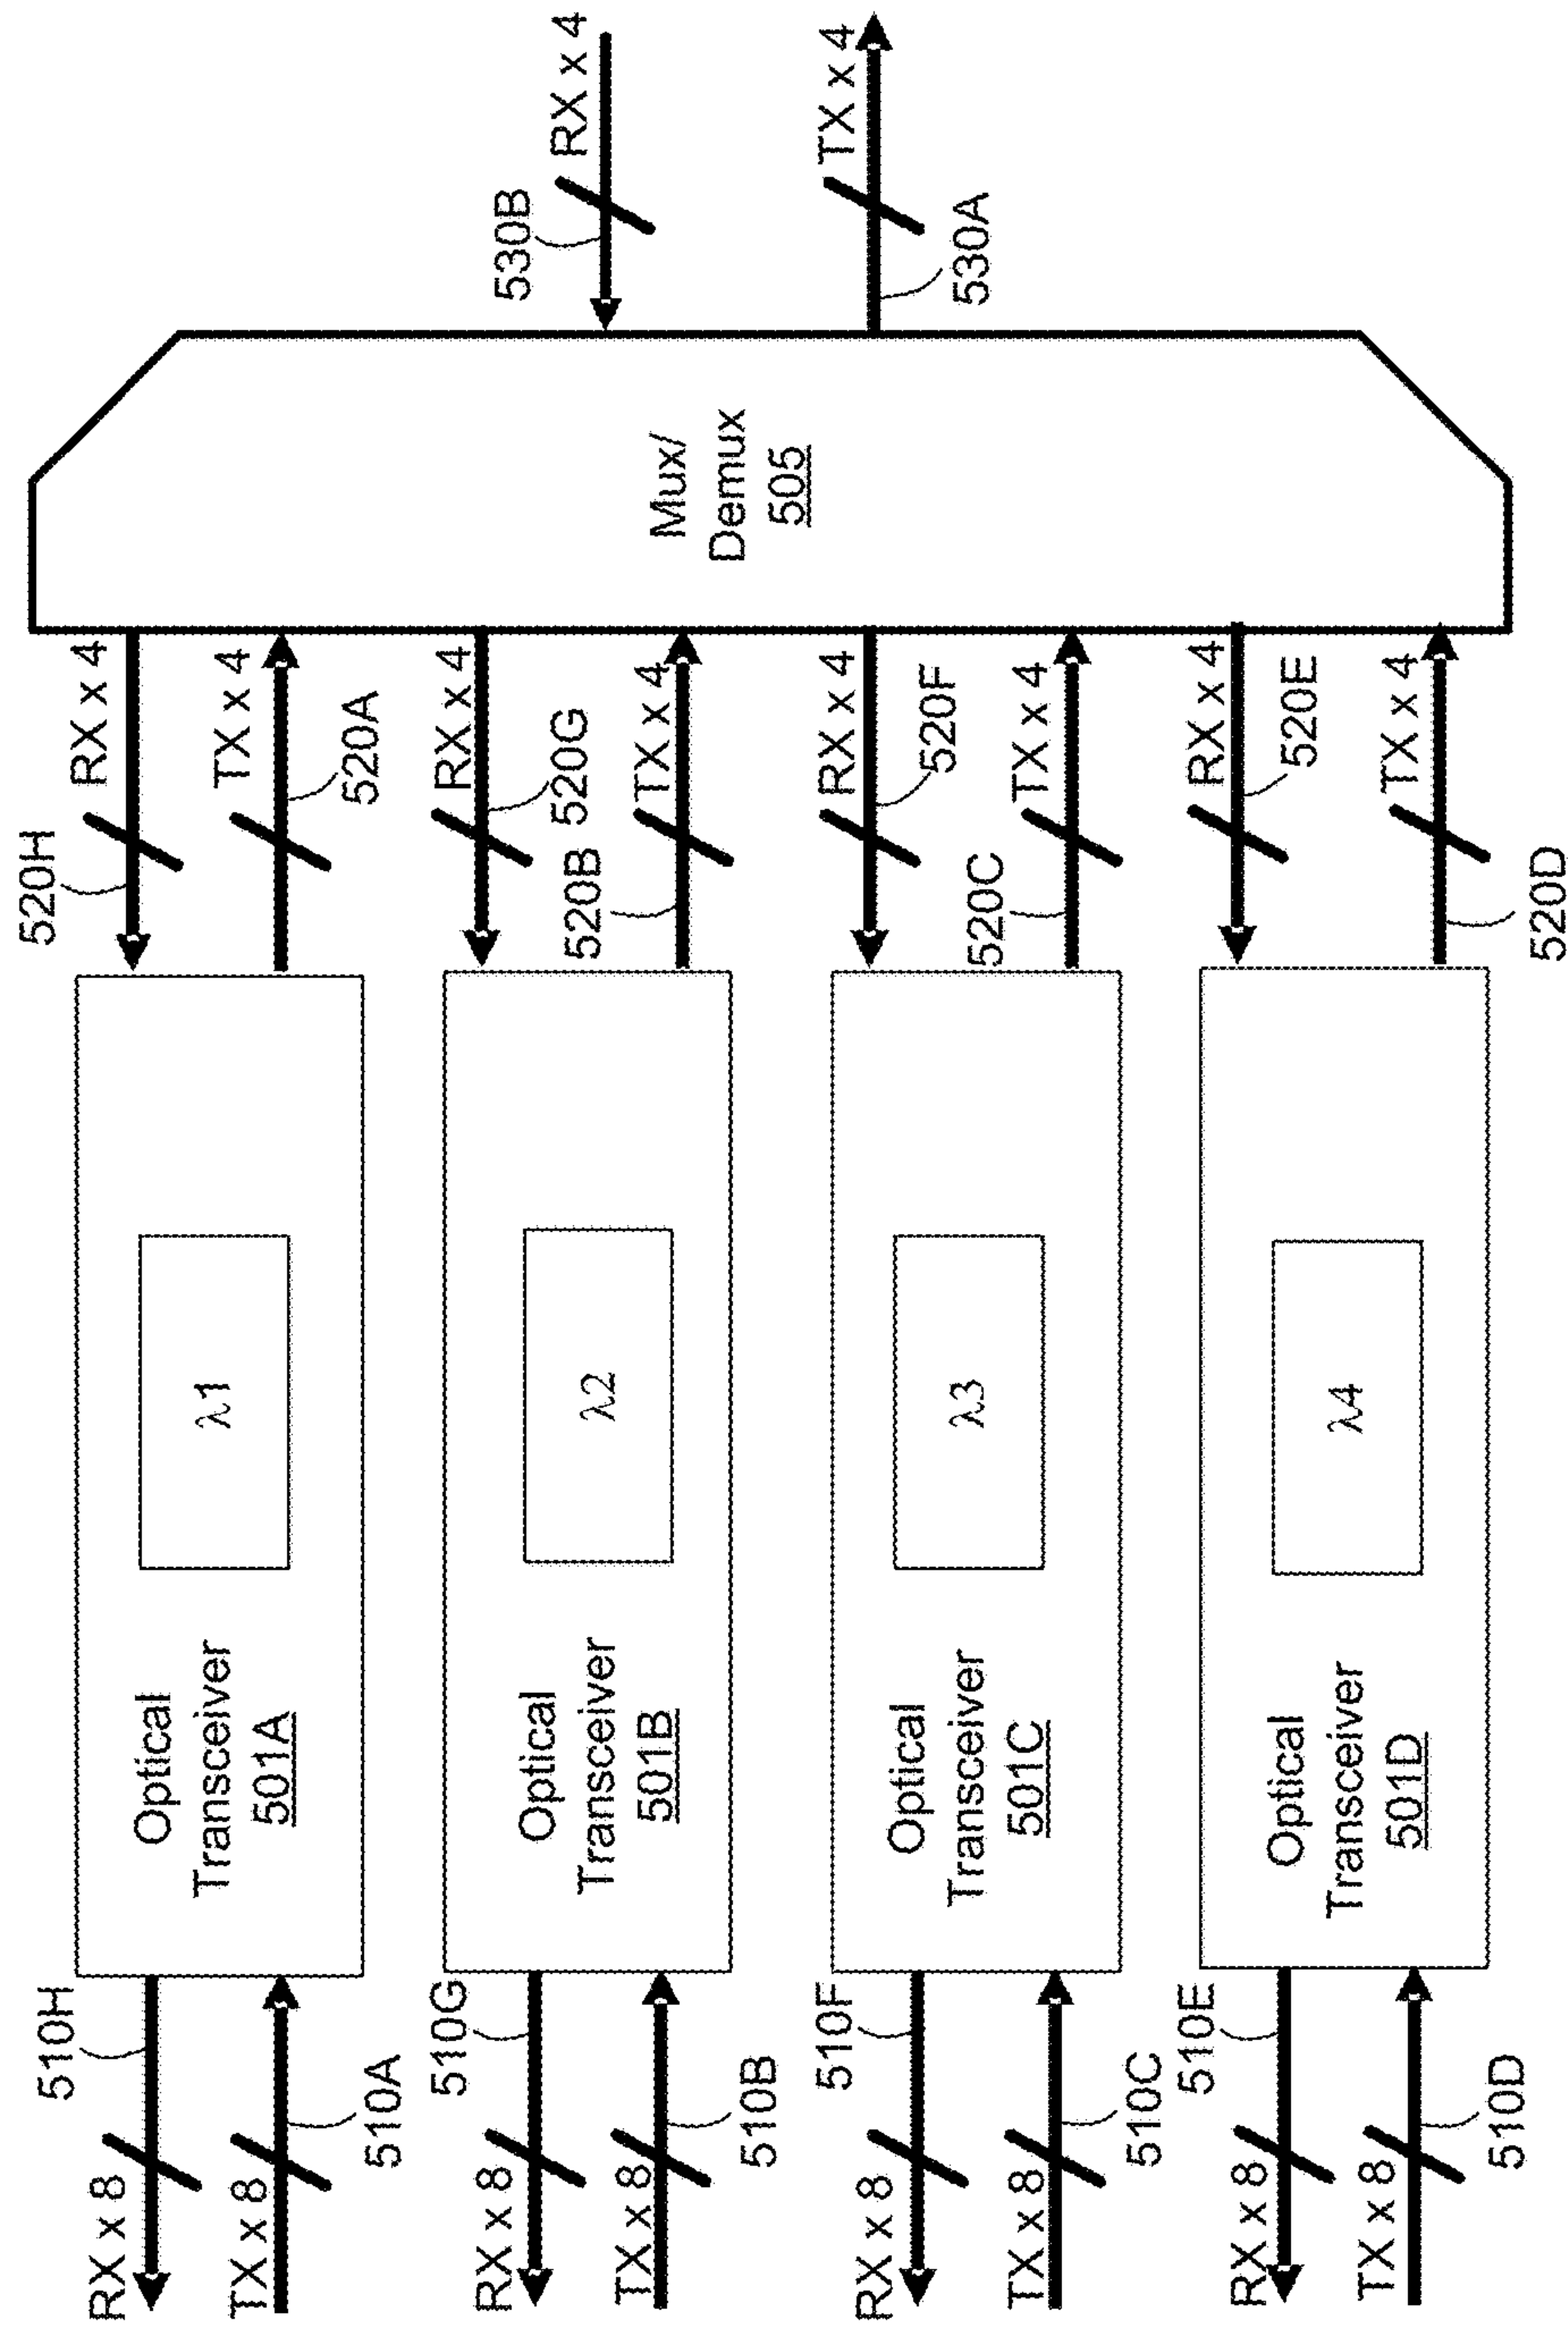 510H
RX x 8
TX x 8
510A
Optical
Transceiver
501A
λ1
520H
RX x 4
TX x 4
520A
510G
RX x 8
TX x 8
510B
Optical
Transceiver
501B
λ2
RX x 4
520G
520B
TX x 4
510F
RX x 8
TX x 8
510C
Optical
Transceiver
501C
λ3
RX x 4
520F
520C
TX x 4
510E
RX x 8
TX x 8
510D
Optical
Transceiver
501D
λ4
RX x 4
520E
TX x 4
520D
Mux/
Demux
505
530B
RX x 4
TX x 4
530A